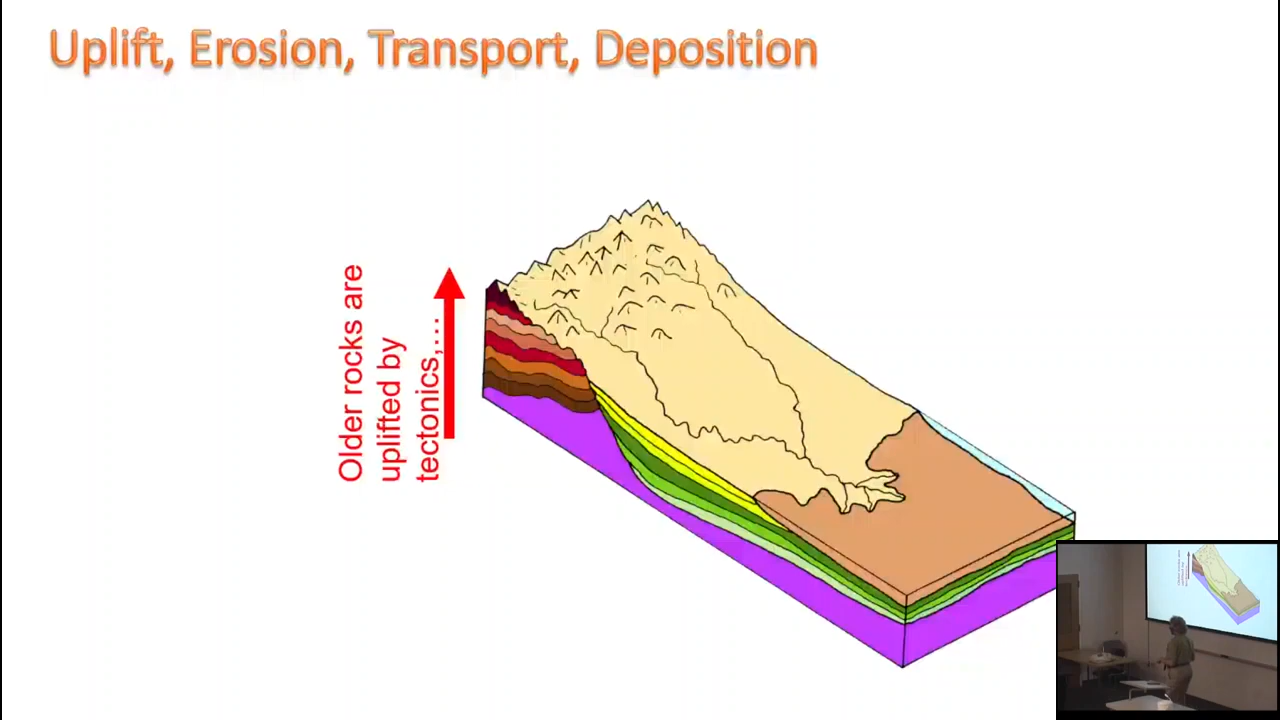 Uplift, Erosion, Transport, Deposition
Older rocks are
uplifted by
tectonics,...